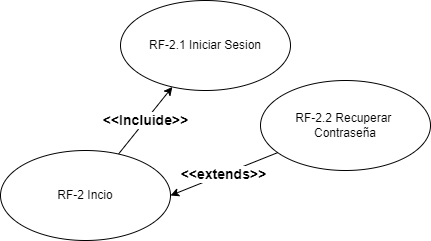 RF-2.1 Iniciar Sesion
<<Incluide>>
RF-2.2 Recuperar
Contraseña
<<extends>>
RF-2 Incio